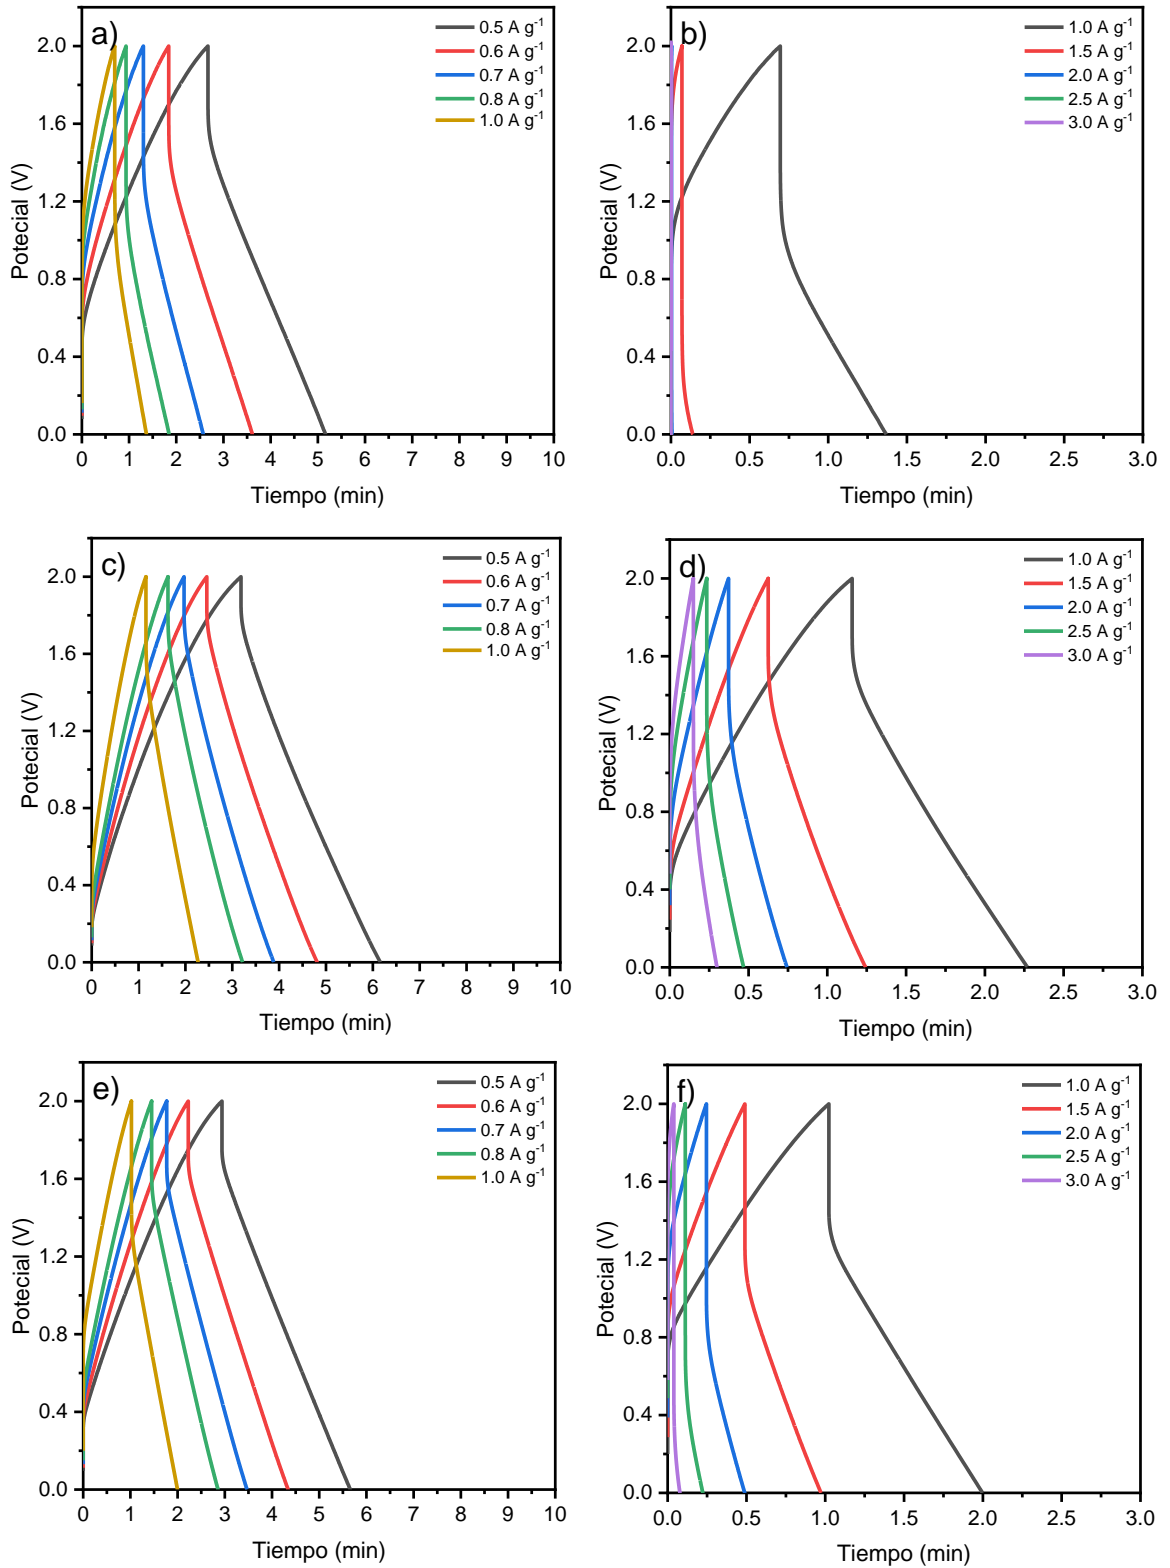 a)
0.5 A g⁻¹
0.6 A g⁻¹
0.7 A g⁻¹
0.8 A g⁻¹
1.0 A g⁻¹
2.0
1.6
1.2
0.8
0.4
0.0
Potecial (V)
0 1 2 3 4 5 6 7 8 9 10
Tiempo (min)
b)
1.0 A g⁻¹
1.5 A g⁻¹
2.0 A g⁻¹
2.5 A g⁻¹
3.0 A g⁻¹
2.0
1.6
1.2
0.8
0.4
0.0
Potecial (V)
0.0 0.5 1.0 1.5 2.0 2.5 3.0
Tiempo (min)
c)
0.5 A g⁻¹
0.6 A g⁻¹
0.7 A g⁻¹
0.8 A g⁻¹
1.0 A g⁻¹
2.0
1.6
1.2
0.8
0.4
0.0
Potecial (V)
0 1 2 3 4 5 6 7 8 9 10
Tiempo (min)
d)
1.0 A g⁻¹
1.5 A g⁻¹
2.0 A g⁻¹
2.5 A g⁻¹
3.0 A g⁻¹
2.0
1.6
1.2
0.8
0.4
0.0
Potecial (V)
0.0 0.5 1.0 1.5 2.0 2.5 3.0
Tiempo (min)
e)
0.5 A g⁻¹
0.6 A g⁻¹
0.7 A g⁻¹
0.8 A g⁻¹
1.0 A g⁻¹
2.0
1.6
1.2
0.8
0.4
0.0
Potecial (V)
0 1 2 3 4 5 6 7 8 9 10
Tiempo (min)
f)
1.0 A g⁻¹
1.5 A g⁻¹
2.0 A g⁻¹
2.5 A g⁻¹
3.0 A g⁻¹
2.0
1.6
1.2
0.8
0.4
0.0
Potecial (V)
0.0 0.5 1.0 1.5 2.0 2.5 3.0
Tiempo (min)